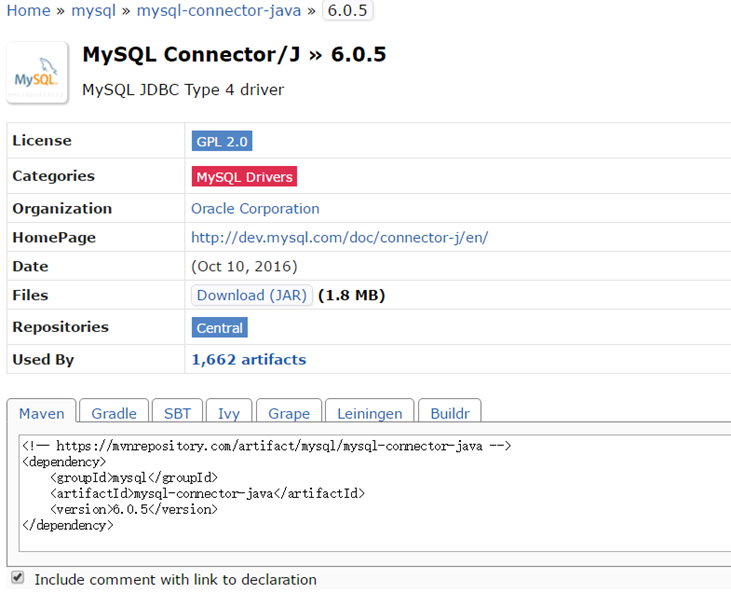 Home » mysql » mysql-connector-java » 6.0.5
MySQL Connector/J » 6.0.5
MySQL
MySQL JDBC Type 4 driver
License GPL 2.0
Categories MySQL Drivers
Organization Oracle Corporation
HomePage http://dev.mysql.com/doc/connector-j/en/
Date (Oct 10, 2016)
Files Download (JAR) (1.8 MB)
Repositories Central
Used By 1,662 artifacts
Maven Gradle SBT Ivy Grape Leiningen Buildr
<!-- https://mvnrepository.com/artifact/mysql/mysql-connector-java -->
<dependency>
    <groupId>mysql</groupId>
    <artifactId>mysql-connector-java</artifactId>
    <version>6.0.5</version>
</dependency>
Include comment with link to declaration